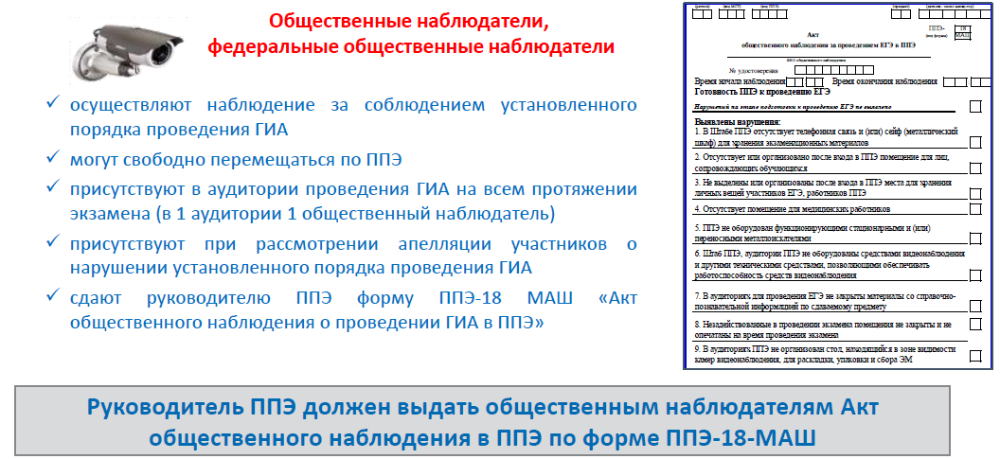 Общественные наблюдатели,
федеральные общественные наблюдатели
✓ осуществляют наблюдение за соблюдением установленного
порядка проведения ГИА
✓ могут свободно перемещаться по ППЭ
✓ присутствуют в аудитории проведения ГИА на всем протяжении
экзамена (в 1 аудитории 1 общественный наблюдатель)
✓ присутствуют при рассмотрении апелляции участников о
нарушении установленного порядка проведения ГИА
✓ сдают руководителю ППЭ форму ППЭ-18 МАШ «Акт
общественного наблюдения о проведении ГИА в ППЭ»
(регион) (код МСУ) (код ППЭ) (предмет)
Акт
общественного наблюдения за проведением ЕГЭ в ППЭ
ППЭ- 18
(код формы) МАШ
ФИО общественного наблюдателя
№ удостоверения
Время начала наблюдения : Время окончания наблюдения :
Готовность ППЭ к проведению ЕГЭ
Нарушений на этапе подготовки к проведению ЕГЭ не выявлено
Выявлены нарушения:
1. В Штабе ППЭ отсутствует телефонная связь и (или) сейф (металлический
шкаф) для хранения экзаменационных материалов
2. Отсутствует или организовано после входа в ППЭ помещение для лиц,
сопровождающих обучающихся
3. Не выделены или организованы после входа в ППЭ места для хранения
личных вещей участников ЕГЭ, работников ППЭ
4. Отсутствует помещение для медицинских работников
5. ППЭ не оборудован функционирующими стационарными и (или)
переносными металлоискателями
6. Штаб ППЭ, аудитории ППЭ не оборудованы средствами видеонаблюдения
и другими техническими средствами, позволяющими обеспечивать
работоспособность средств видеонаблюдения
7. В аудиториях для проведения ЕГЭ не закрыты материалы со справочно-
познавательной информацией по сдаваемому предмету
8. Незадействованные в проведении экзамена помещения не закрыты и не
опечатаны на время проведения экзамена
9. В аудиториях ППЭ не организован стол, находящийся в зоне видимости
камер видеонаблюдения, для раскладки, упаковки и сбора ЭМ
Руководитель ППЭ должен выдать общественным наблюдателям Акт
общественного наблюдения в ППЭ по форме ППЭ-18-МАШ